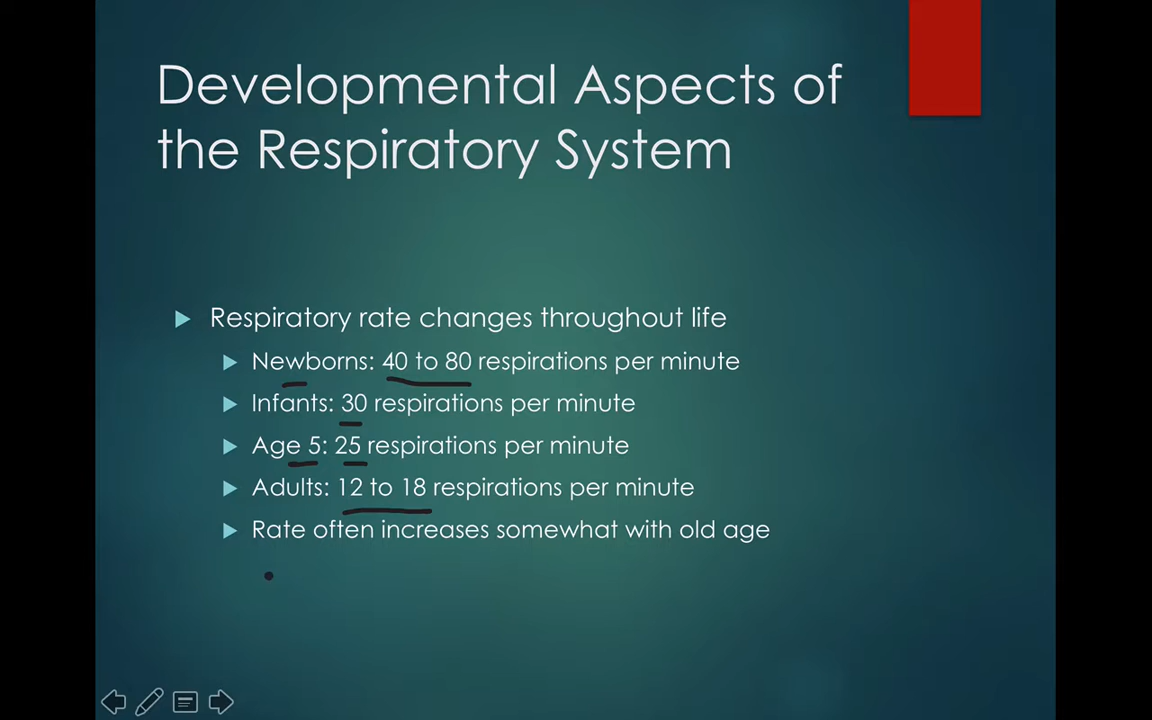 Developmental Aspects of
the Respiratory System
Respiratory rate changes throughout life
Newborns: 40 to 80 respirations per minute
Infants: 30 respirations per minute
Age 5: 25 respirations per minute
Adults: 12 to 18 respirations per minute
Rate often increases somewhat with old age